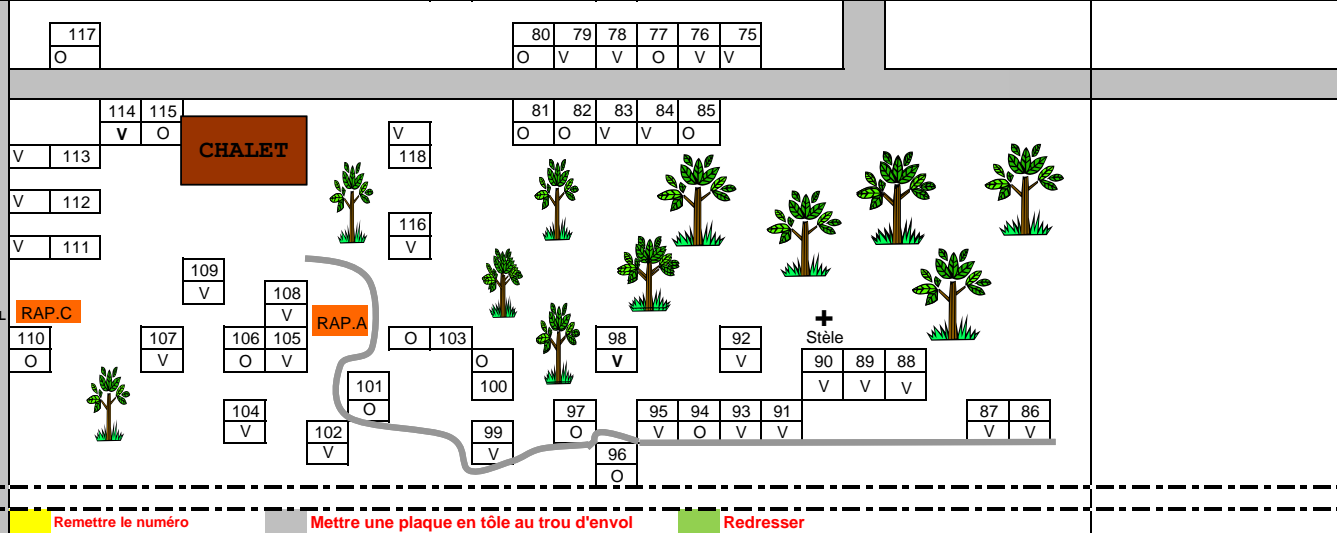 117 80 79 78 77 76 75
O O V V O V V
114 115 81 82 83 84 85
V O V O O V V O
CHALET
V 113 118
V 112
116
V 111 V
109
V 108
V
RAP.C RAP.A
Stèle
110 107 106 105 O 103 98 92
O V O V O V V 90 89 88
101 100 V V V
104 O 97 95 94 93 91 87 86
V 102 99 O V O V V V V
V V 96
O
Remettre le numéro Mettre une plaque en tôle au trou d'envol Redresser